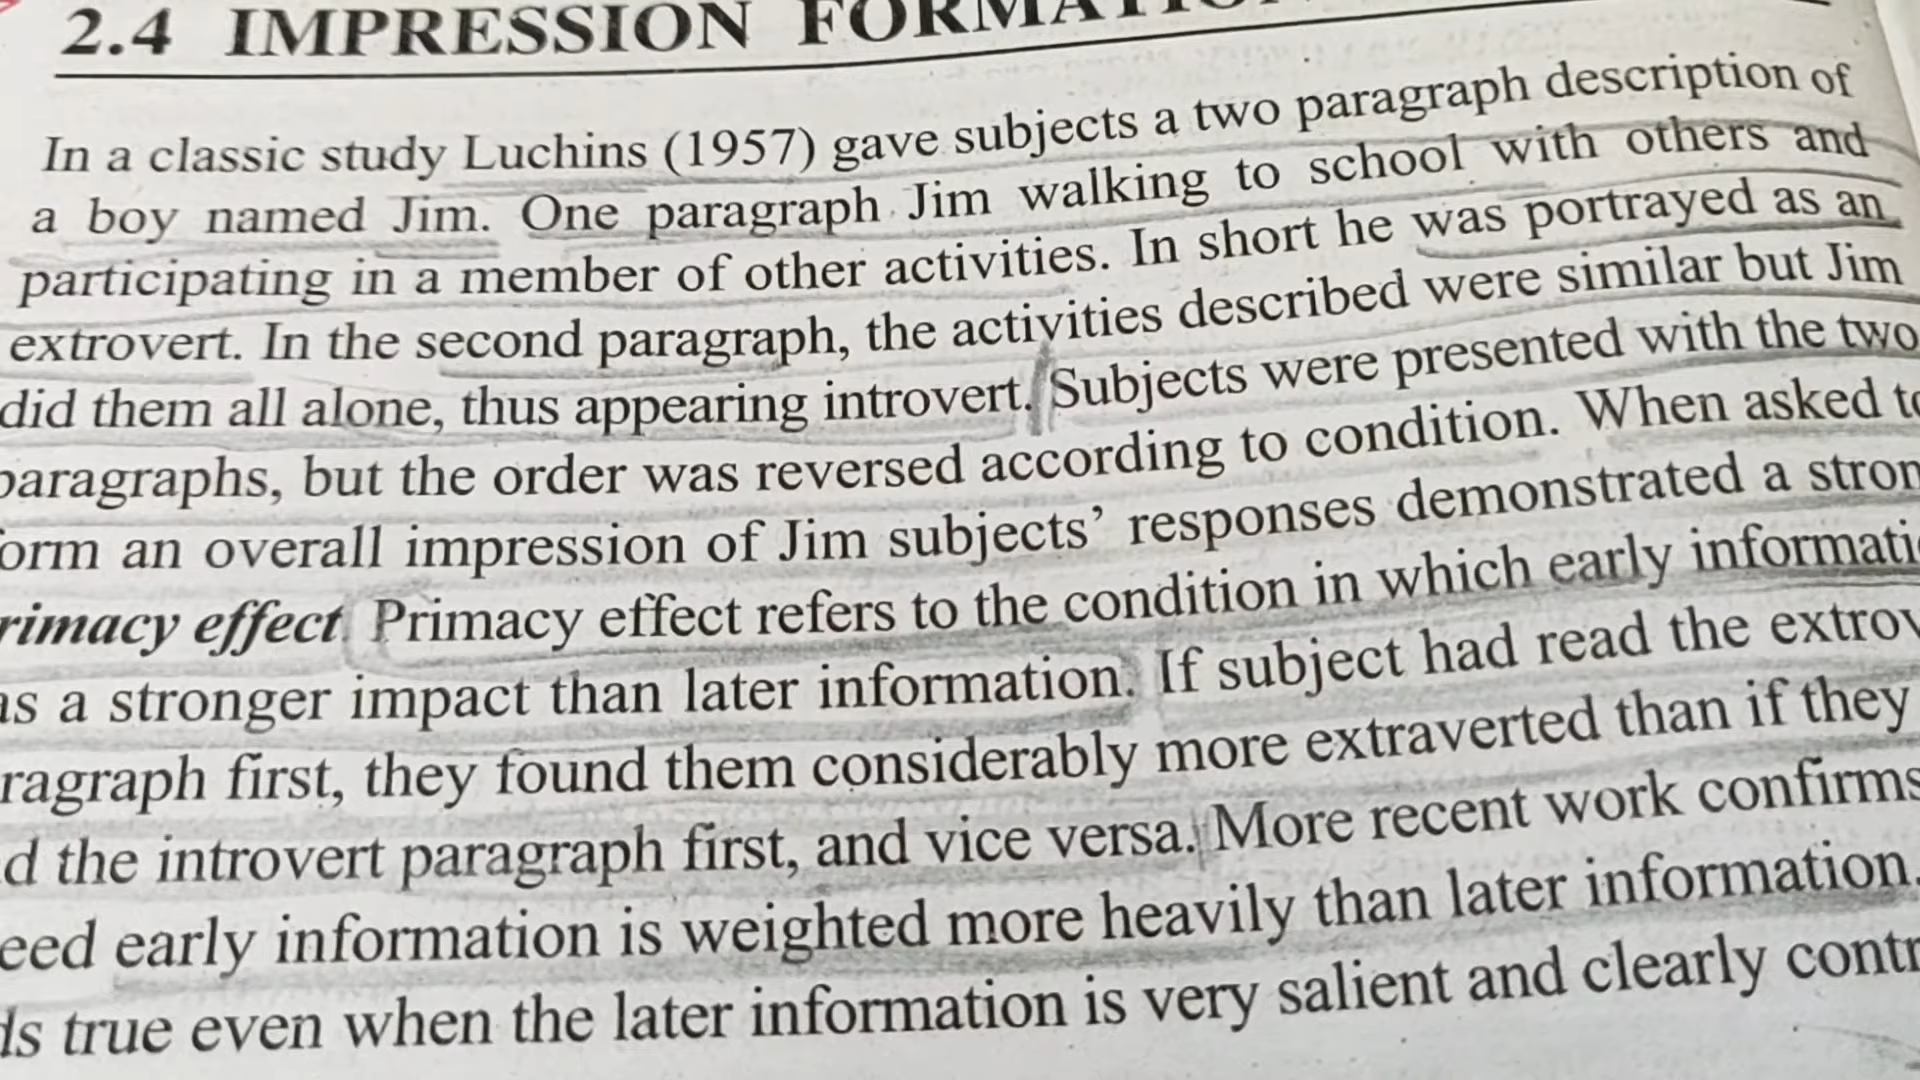 2.4 IMPRESSION FORMATION
In a classic study Luchins (1957) gave subjects a two paragraph description of
a boy named Jim. One paragraph Jim walking to school with others and
participating in a member of other activities. In short he was portrayed as an
extrovert. In the second paragraph, the activities described were similar but Jim
did them all alone, thus appearing introvert. Subjects were presented with the two
paragraphs, but the order was reversed according to condition. When asked to
form an overall impression of Jim subjects' responses demonstrated a stron
rimacy effect Primacy effect refers to the condition in which early informati
as a stronger impact than later information. If subject had read the extrov
ragraph first, they found them considerably more extraverted than if they
d the introvert paragraph first, and vice versa. More recent work confirms
eed early information is weighted more heavily than later information.
ds true even when the later information is very salient and clearly contr